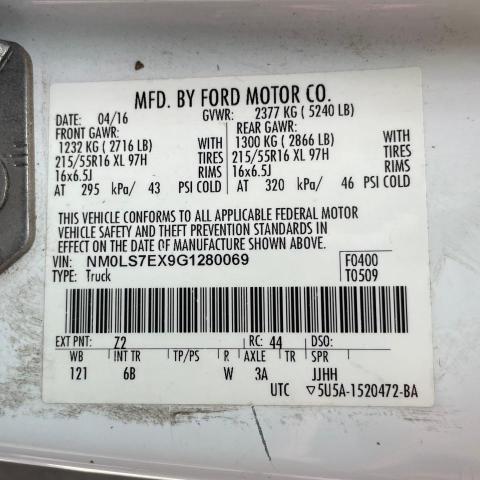 MFD. BY FORD MOTOR CO.
DATE: 04/16 GVWR: 2377 KG ( 5240 LB)
FRONT GAWR: REAR GAWR:
1232 KG ( 2716 LB) WITH 1300 KG ( 2866 LB) WITH
215/55R16 XL 97H TIRES 215/55R16 XL 97H TIRES
16x6.5J RIMS 16x6.5J RIMS
AT 295 kPa/ 43 PSI COLD AT 320 kPa/ 46 PSI COLD
THIS VEHICLE CONFORMS TO ALL APPLICABLE FEDERAL MOTOR
VEHICLE SAFETY AND THEFT PREVENTION STANDARDS IN
EFFECT ON THE DATE OF MANUFACTURE SHOWN ABOVE.
VIN: NM0LS7EX9G1280069 F0400
TYPE: Truck T0509
EXT PNT: Z2 RC: 44 DSO:
WB INT TR TP/PS R AXLE TR SPR
121 6B W 3A JJHH
UTC ▽5U5A-1520472-BA